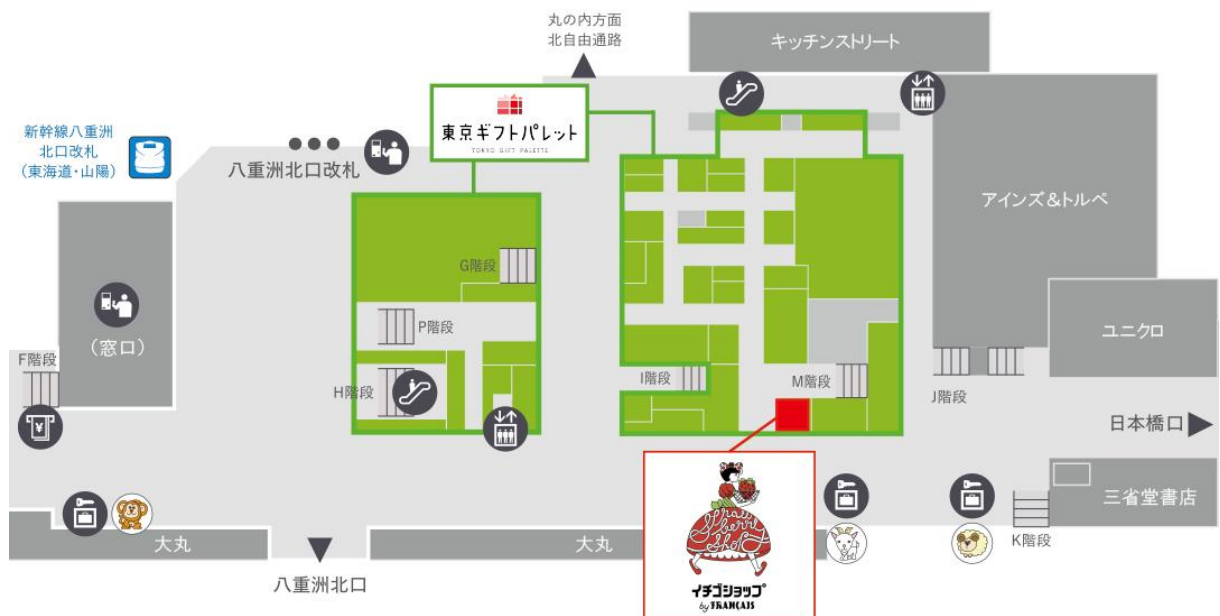 丸の内方面
北自由通路
キッチンストリート
東京ギフトパレット
TOKYO GIFT PALETTE
新幹線八重洲
北口改札
(東海道・山陽)
八重洲北口改札
アインズ&トルペ
G階段
(窓口)
P階段
ユニクロ
F階段
I階段
M階段
H階段
J階段
¥
日本橋口
三省堂書店
Strawberry Shop
K階段
大丸
大丸
八重洲北口
イチゴショップ
by FRANÇAIS